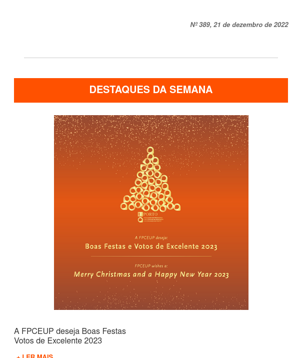 Nº 389, 21 de dezembro de 2022
DESTAQUES DA SEMANA
A FPCEUP deseja
Boas Festas e Votos de Excelente 2023
FPCEUP wishes a
Merry Christmas and a Happy New Year 2023
A FPCEUP deseja Boas Festas
Votos de Excelente 2023
+ LER MAIS